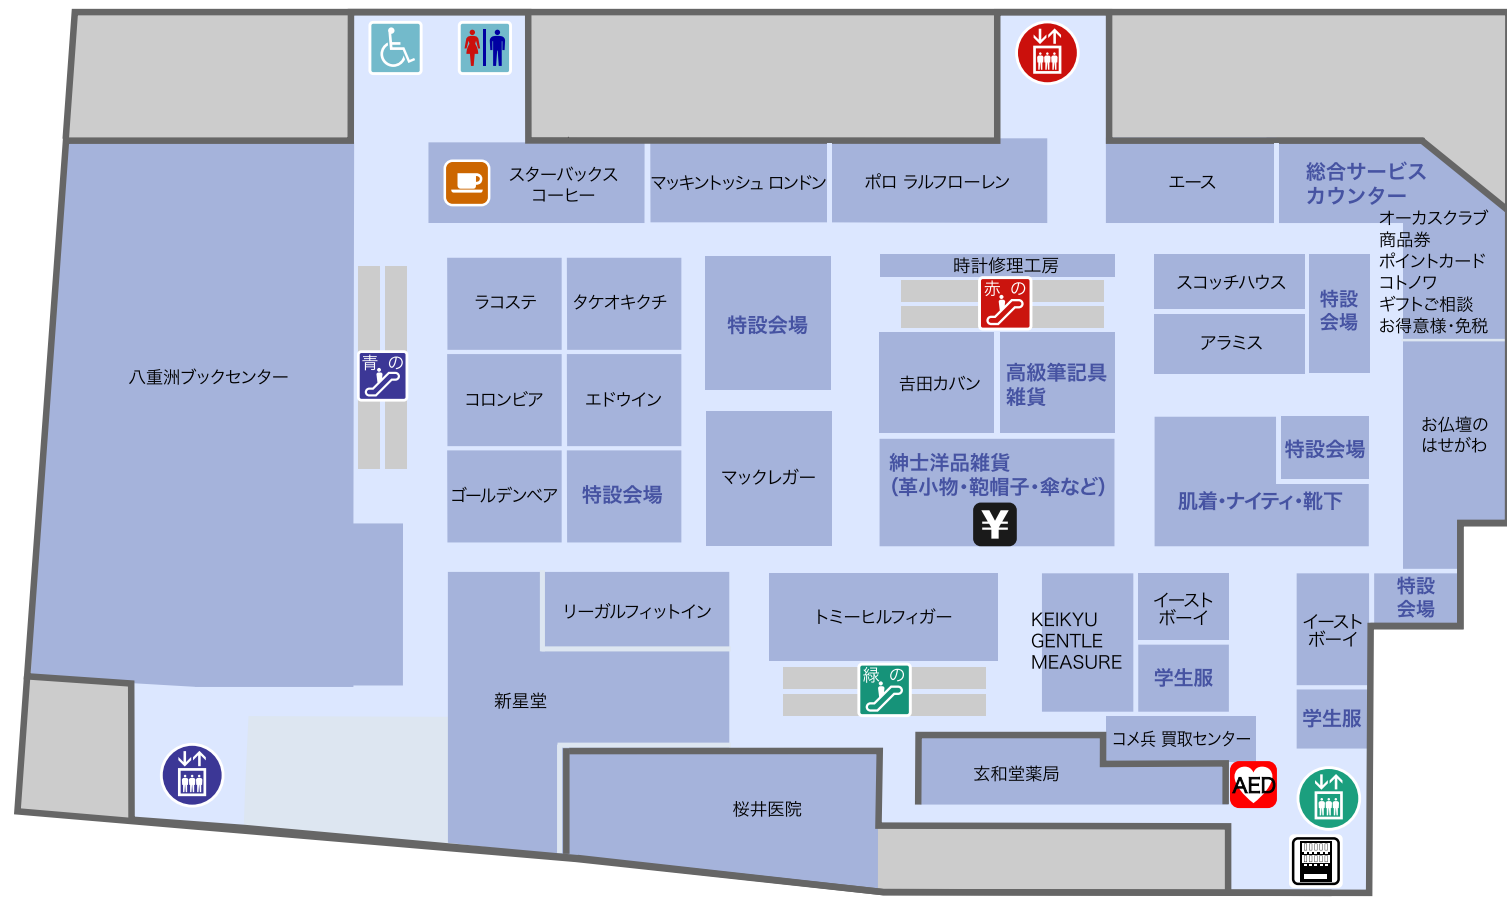 スターバックス
コーヒー
マッキントッシュ ロンドン
ポロ ラルフローレン
エース
総合サービス
カウンター
オーカスクラブ
商品券
ポイントカード
コトノワ
ギフトご相談
お得意様・免税
ラコステ
タケオキクチ
特設会場
時計修理工房
赤の
スコッチハウス
特設
会場
アラミス
八重洲ブックセンター
青の
コロンビア
エドウイン
𠮷田カバン
高級筆記具
雑貨
お仏壇の
はせがわ
ゴールデンベア
特設会場
マックレガー
紳士洋品雑貨
（革小物・鞄帽子・傘など）
¥
特設会場
肌着・ナイティ・靴下
リーガルフィットイン
トミーヒルフィガー
KEIKYU
GENTLE
MEASURE
イースト
ボーイ
イースト
ボーイ
特設
会場
新星堂
緑の
学生服
学生服
コメ兵 買取センター
玄和堂薬局
AED
桜井医院